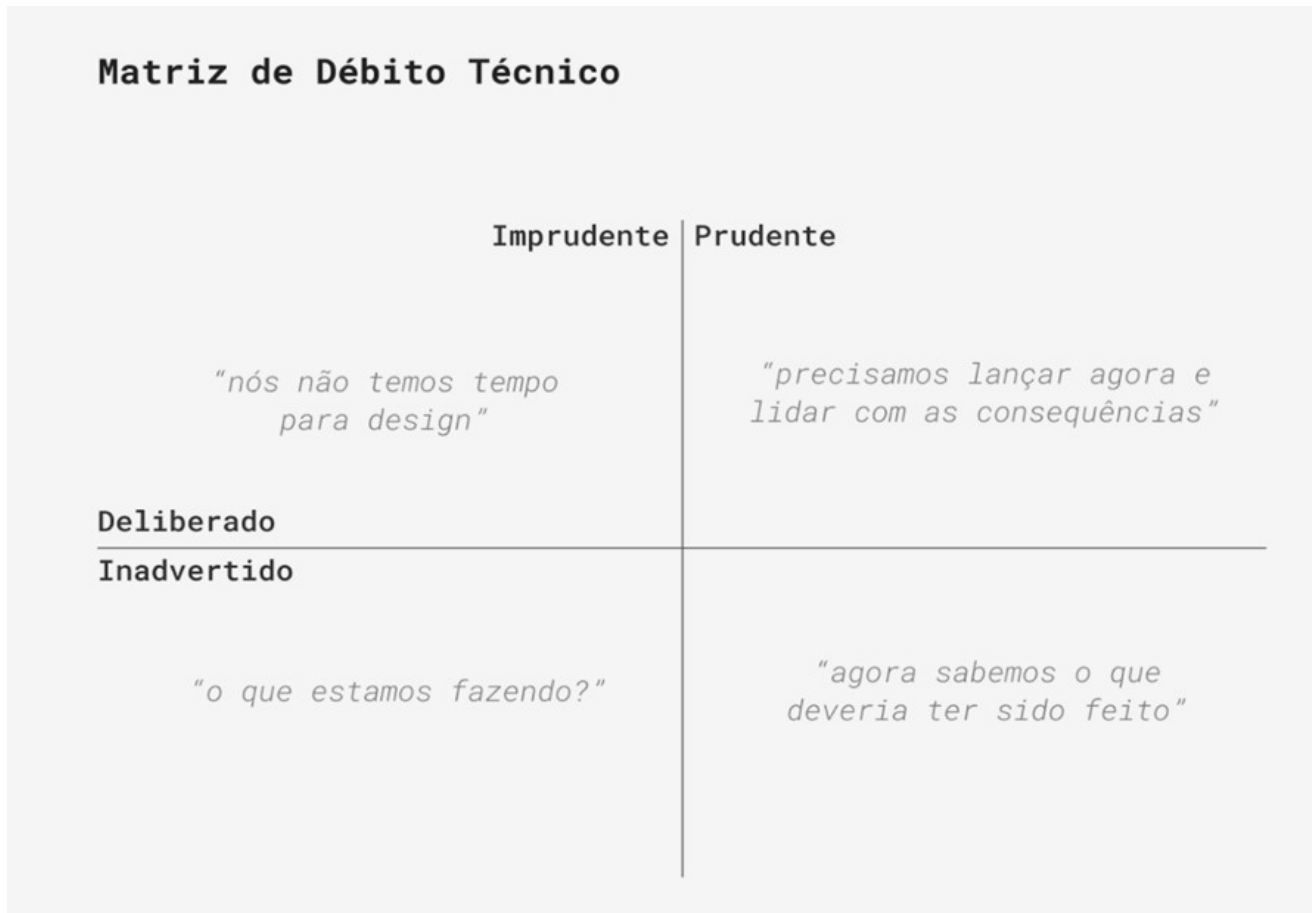 Matriz de Débito Técnico
Imprudente
Prudente
“nós não temos tempo
para design”
“precisamos lançar agora e
lidar com as consequências”
Deliberado
Inadvertido
“o que estamos fazendo?”
“agora sabemos o que
deveria ter sido feito”